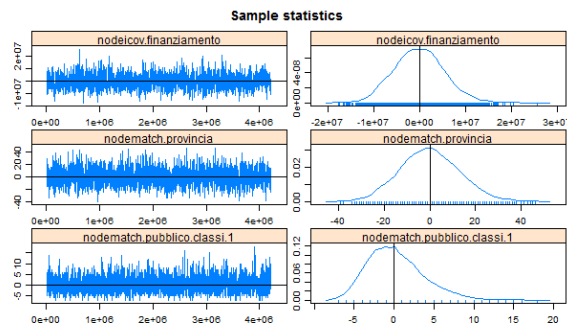 Sample statistics
nodeicov.finanziamento
nodeicov.finanziamento
-1e+07 2e+07
0e+00 4e-08
0e+00 1e+06 2e+06 3e+06 4e+06
-2e+07 -1e+07 0e+00 1e+07 2e+07 3e+07
nodematch.provincia
nodematch.provincia
-40 0 20 40
0.00 0.02
0e+00 1e+06 2e+06 3e+06 4e+06
-40 -20 0 20 40
nodematch.pubblico.classi.1
nodematch.pubblico.classi.1
-5 0 5 10
0.00 0.06 0.12
0e+00 1e+06 2e+06 3e+06 4e+06
-5 0 5 10 15 20